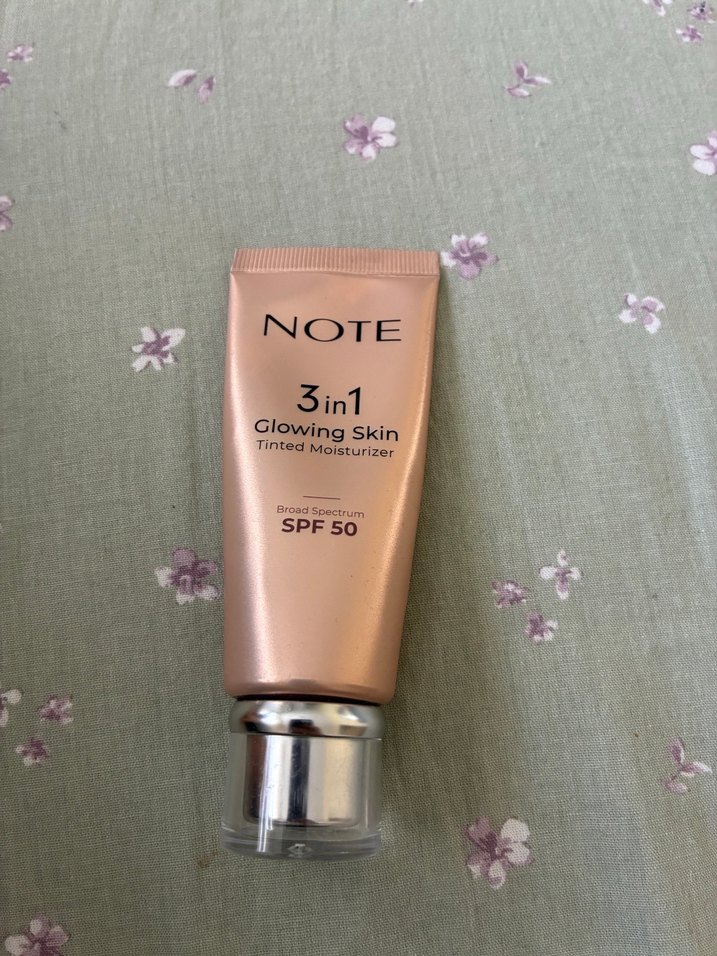 NOTE
3in1
Glowing Skin
Tinted Moisturizer
Broad Spectrum
SPF 50